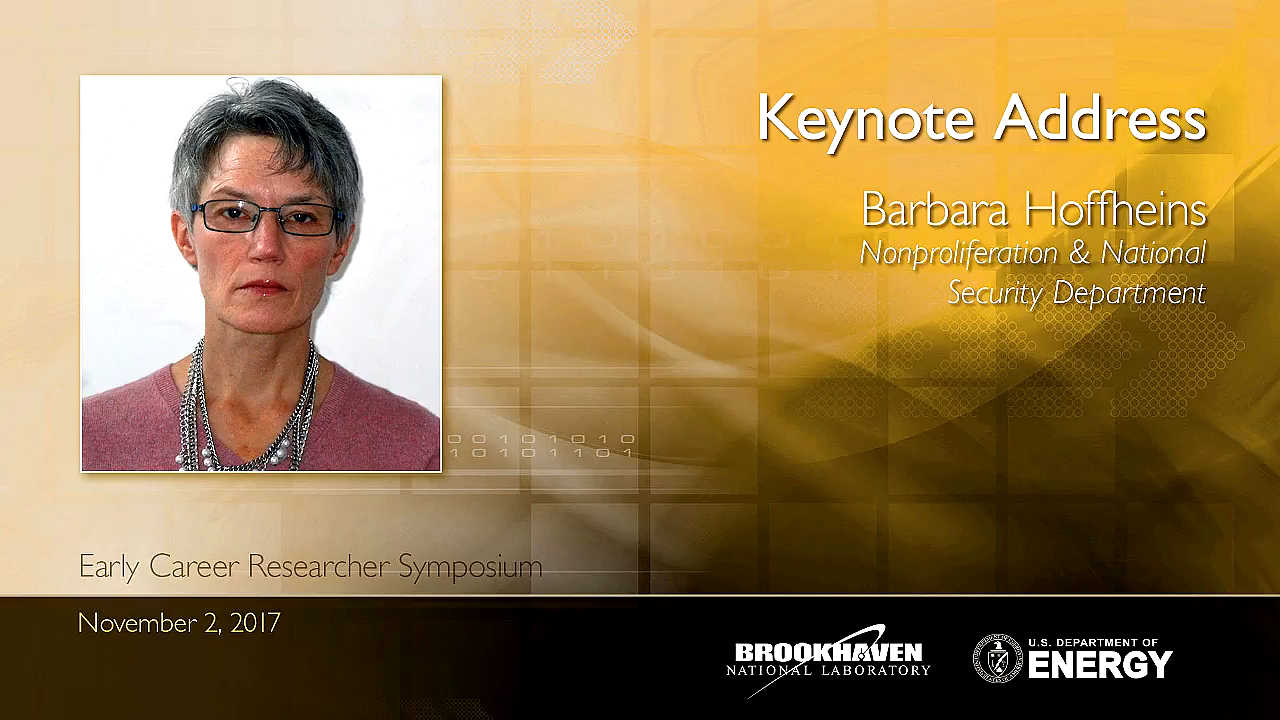 Keynote Address
Barbara Hoffheins
Nonproliferation & National
Security Department
00101010
10101101
Early Career Researcher Symposium
November 2, 2017
BROOKHAVEN
NATIONAL LABORATORY
U.S. DEPARTMENT OF
ENERGY